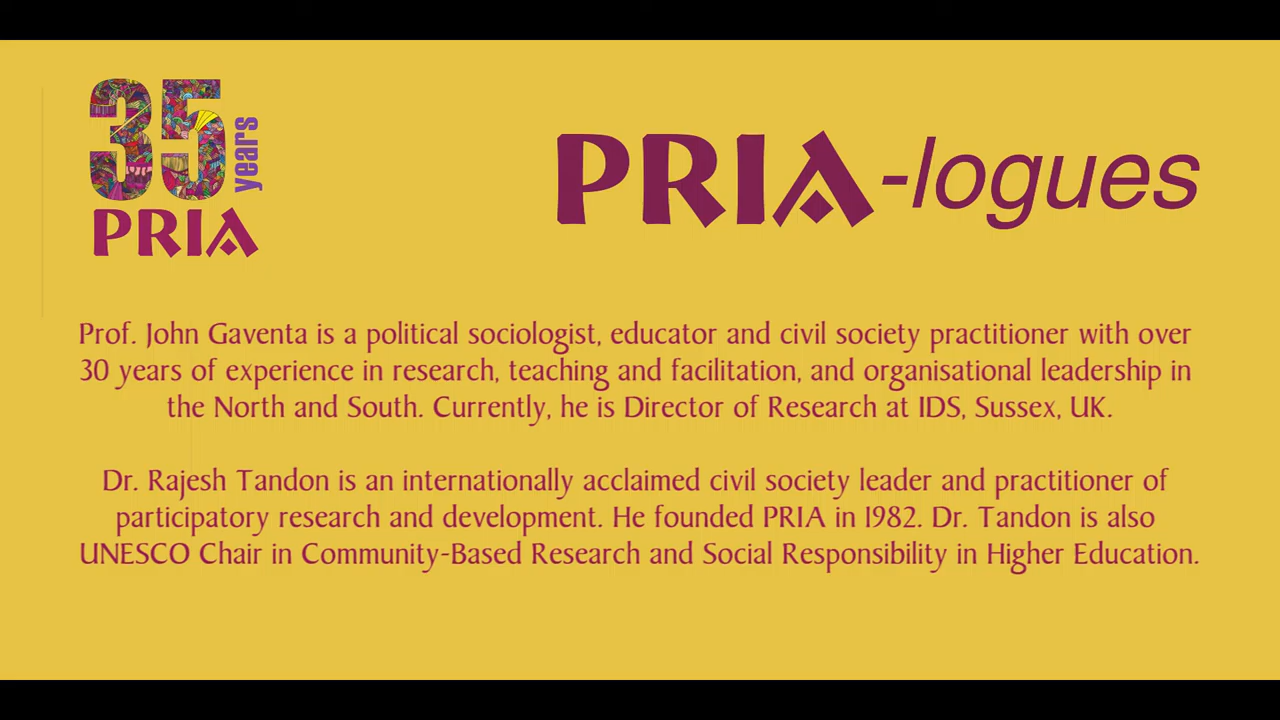 35 years
PRIA
PRIA-logues
Prof. John Gaventa is a political sociologist, educator and civil society practitioner with over
30 years of experience in research, teaching and facilitation, and organisational leadership in
the North and South. Currently, he is Director of Research at IDS, Sussex, UK.
Dr. Rajesh Tandon is an internationally acclaimed civil society leader and practitioner of
participatory research and development. He founded PRIA in 1982. Dr. Tandon is also
UNESCO Chair in Community-Based Research and Social Responsibility in Higher Education.